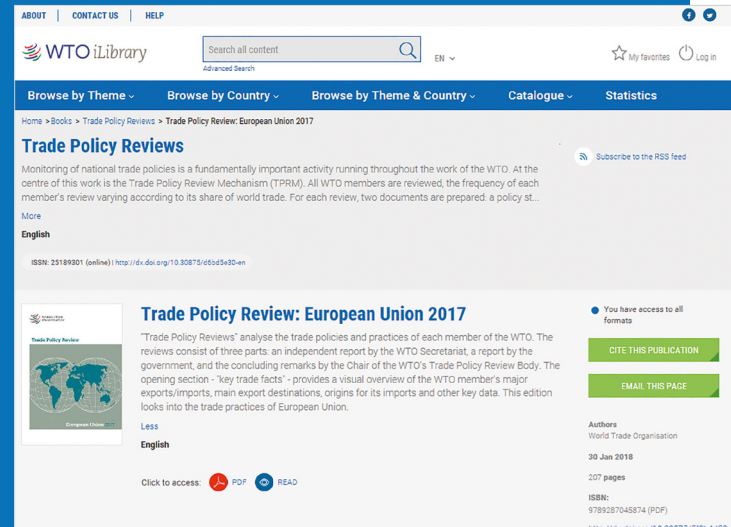 ABOUT | CONTACT US | HELP
WTO iLibrary
Search all content
EN
Advanced Search
My favorites
Log in
Browse by Theme
Browse by Country
Browse by Theme & Country
Catalogue
Statistics
Home > Books > Trade Policy Reviews > Trade Policy Review: European Union 2017
Trade Policy Reviews
Monitoring of national trade policies is a fundamentally important activity running throughout the work of the WTO. At the
centre of this work is the Trade Policy Review Mechanism (TPRM). All WTO members are reviewed, the frequency of each
member's review varying according to its share of world trade. For each review, two documents are prepared: a policy st...
More
English
ISSN: 25189301 (online) | http://dx.doi.org/10.30875/d6bd5e30-en
Subscribe to the RSS feed
Trade Policy Review
European Union
Trade Policy Review: European Union 2017
"Trade Policy Reviews" analyse the trade policies and practices of each member of the WTO. The
reviews consist of three parts: an independent report by the WTO Secretariat, a report by the
government, and the concluding remarks by the Chair of the WTO's Trade Policy Review Body. The
opening section - "key trade facts" - provides a visual overview of the WTO member's major
exports/imports, main export destinations, origins for its imports and other key data. This edition
looks into the trade practices of European Union.
Less
English
Click to access:
PDF
READ
You have access to all
formats
CITE THIS PUBLICATION
EMAIL THIS PAGE
Authors
World Trade Organisation
30 Jan 2018
207 pages
ISBN:
9789287045874 (PDF)